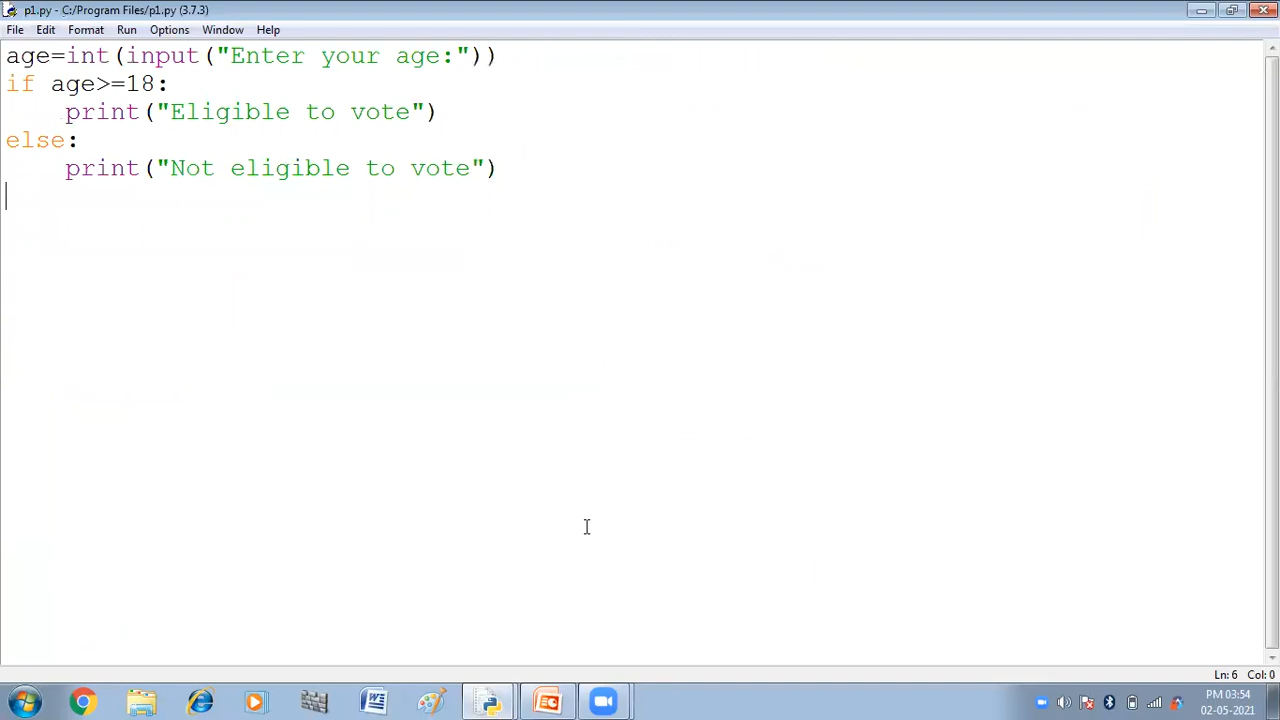 p1.py - C:/Program Files/p1.py (3.7.3)
File Edit Format Run Options Window Help
age=int(input("Enter your age:"))
if age>=18:
    print("Eligible to vote")
else:
    print("Not eligible to vote")
Ln: 6 Col: 0
PM 03:54
02-05-2021